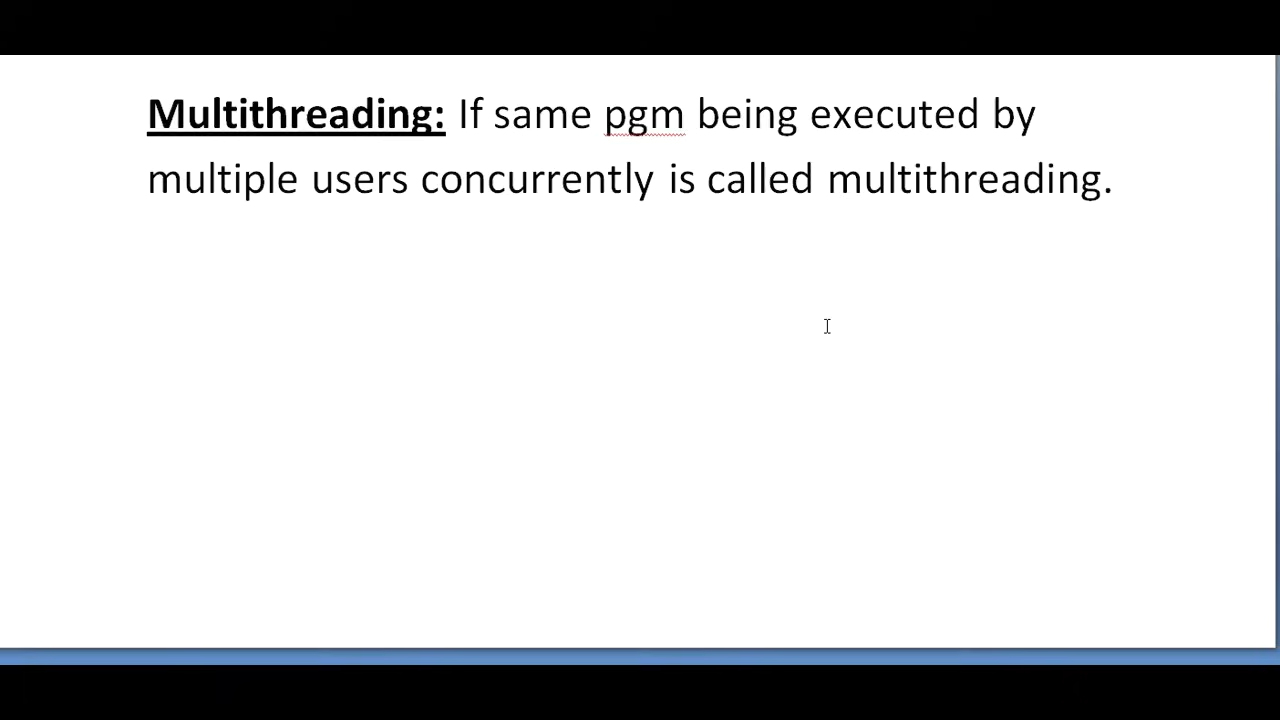 Multithreading: If same pgm being executed by
multiple users concurrently is called multithreading.